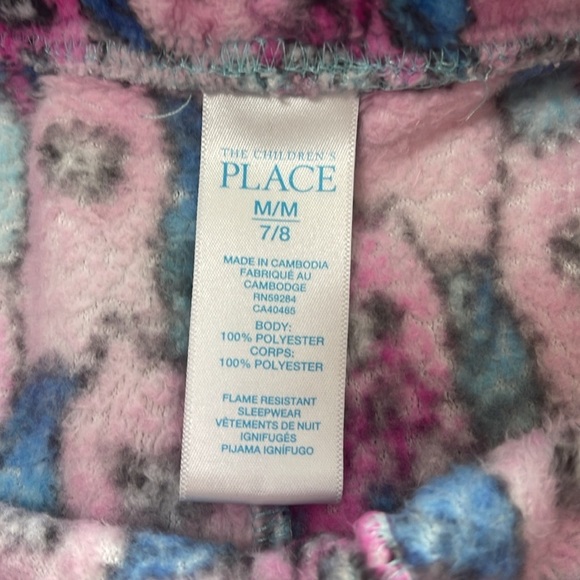 THE CHILDREN'S
PLACE
M/M
7/8
MADE IN CAMBODIA
FABRIQUÉ AU
CAMBODGE
RN59284
CA40465
BODY:
100% POLYESTER
CORPS:
100% POLYESTER
FLAME RESISTANT
SLEEPWEAR
VÊTEMENTS DE NUIT
IGNIFUGÉS
PIJAMA IGNÍFUGO